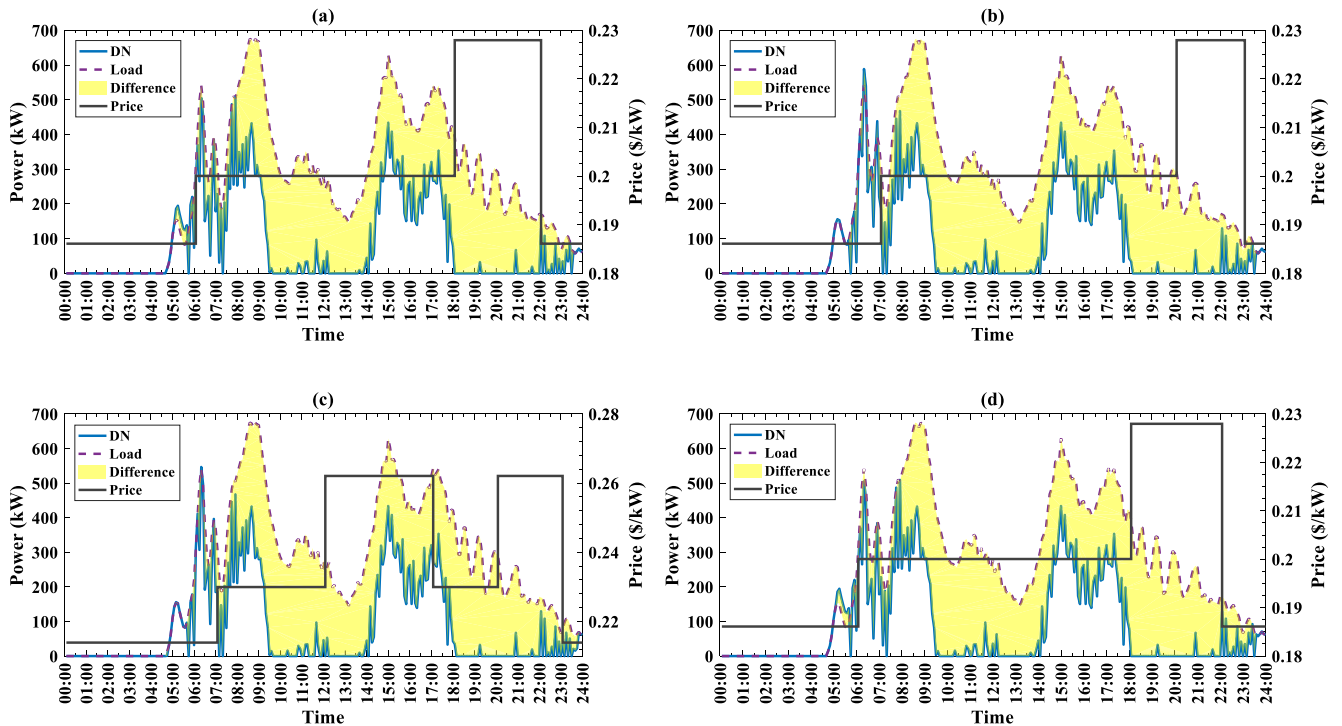 (a)
700
600
500
400
300
200
100
0
Power (kW)
DN
Load
Difference
Price
0.23
0.22
0.21
0.20
0.19
0.18
Price ($/kW)
00:00 01:00 02:00 03:00 04:00 05:00 06:00 07:00 08:00 09:00 10:00 11:00 12:00 13:00 14:00 15:00 16:00 17:00 18:00 19:00 20:00 21:00 22:00 23:00 24:00
Time
(b)
700
600
500
400
300
200
100
0
Power (kW)
DN
Load
Difference
Price
0.23
0.22
0.21
0.20
0.19
0.18
Price ($/kW)
00:00 01:00 02:00 03:00 04:00 05:00 06:00 07:00 08:00 09:00 10:00 11:00 12:00 13:00 14:00 15:00 16:00 17:00 18:00 19:00 20:00 21:00 22:00 23:00 24:00
Time
(c)
700
600
500
400
300
200
100
0
Power (kW)
DN
Load
Difference
Price
0.28
0.26
0.24
0.22
Price ($/kW)
00:00 01:00 02:00 03:00 04:00 05:00 06:00 07:00 08:00 09:00 10:00 11:00 12:00 13:00 14:00 15:00 16:00 17:00 18:00 19:00 20:00 21:00 22:00 23:00 24:00
Time
(d)
700
600
500
400
300
200
100
0
Power (kW)
DN
Load
Difference
Price
0.23
0.22
0.21
0.20
0.19
0.18
Price ($/kW)
00:00 01:00 02:00 03:00 04:00 05:00 06:00 07:00 08:00 09:00 10:00 11:00 12:00 13:00 14:00 15:00 16:00 17:00 18:00 19:00 20:00 21:00 22:00 23:00 24:00
Time